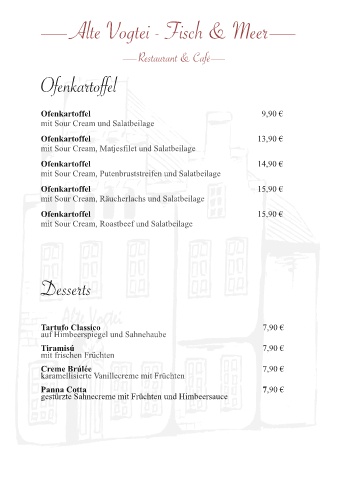 Alte Vogtei - Fisch & Meer
Restaurant & Café
Ofenkartoffel
Ofenkartoffel 9,90 €
mit Sour Cream und Salatbeilage
Ofenkartoffel 13,90 €
mit Sour Cream, Matjesfilet und Salatbeilage
Ofenkartoffel 14,90 €
mit Sour Cream, Putenbruststreifen und Salatbeilage
Ofenkartoffel 15,90 €
mit Sour Cream, Räucherlachs und Salatbeilage
Ofenkartoffel 15,90 €
mit Sour Cream, Roastbeef und Salatbeilage
Desserts
Alte Vogtei
Tartufo Classico 7,90 €
auf Himbeerspiegel und Sahnehaube
Tiramisú 7,90 €
mit frischen Früchten
Creme Brûlée 7,90 €
karamellisierte Vanillecreme mit Früchten
Panna Cotta 7,90 €
gestürzte Sahnecreme mit Früchten und Himbeersauce